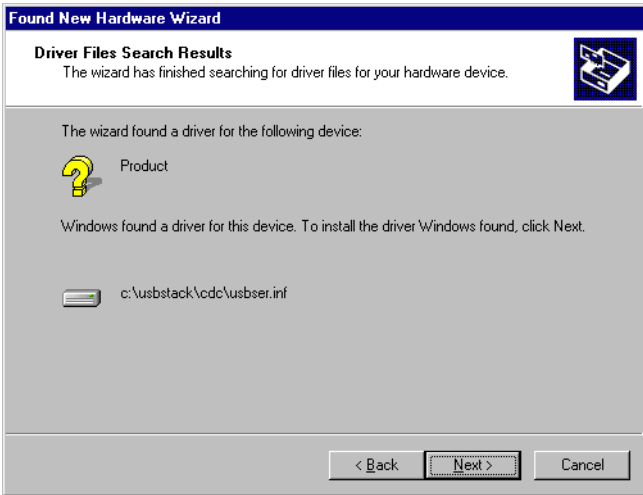 Found New Hardware Wizard
Driver Files Search Results
The wizard has finished searching for driver files for your hardware device.
The wizard found a driver for the following device:
Product
Windows found a driver for this device. To install the driver Windows found, click Next.
c:\usbstack\cdc\usbser.inf
< Back Next > Cancel